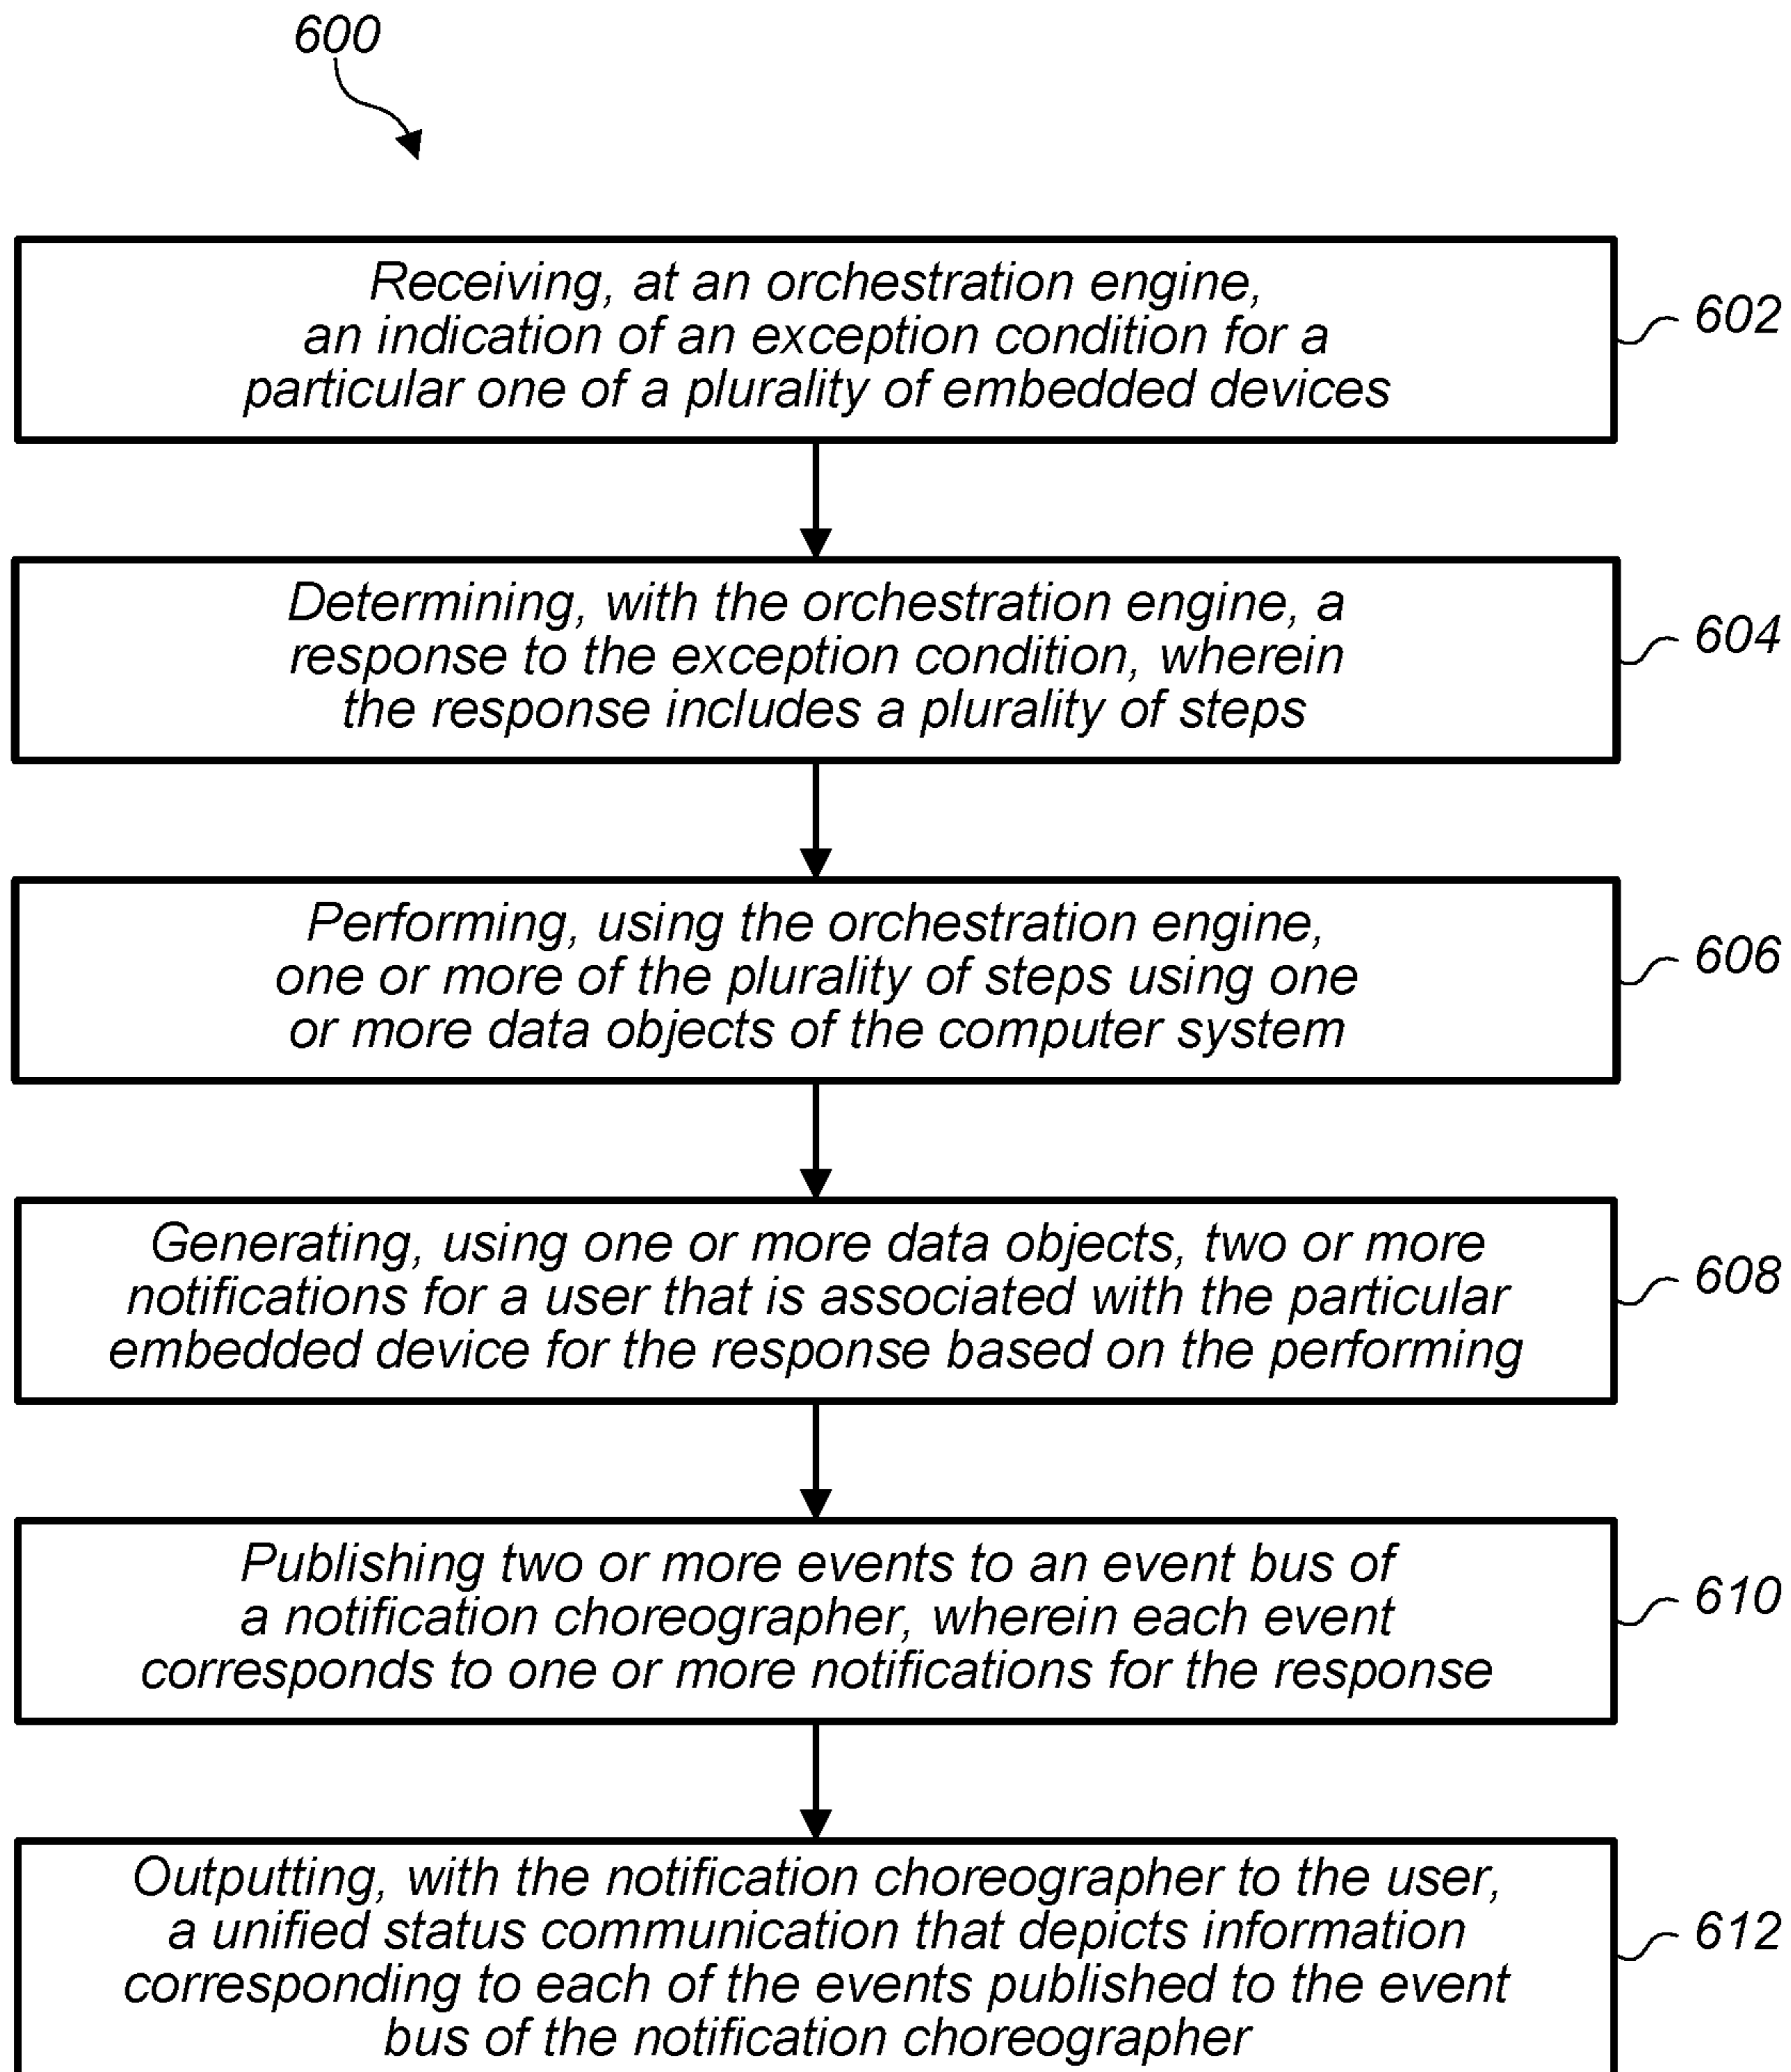 600
Receiving, at an orchestration engine,
an indication of an exception condition for a
particular one of a plurality of embedded devices
602
Determining, with the orchestration engine, a
response to the exception condition, wherein
the response includes a plurality of steps
604
Performing, using the orchestration engine,
one or more of the plurality of steps using one
or more data objects of the computer system
606
Generating, using one or more data objects, two or more
notifications for a user that is associated with the particular
embedded device for the response based on the performing
608
Publishing two or more events to an event bus of
a notification choreographer, wherein each event
corresponds to one or more notifications for the response
610
Outputting, with the notification choreographer to the user,
a unified status communication that depicts information
corresponding to each of the events published to the event
bus of the notification choreographer
612